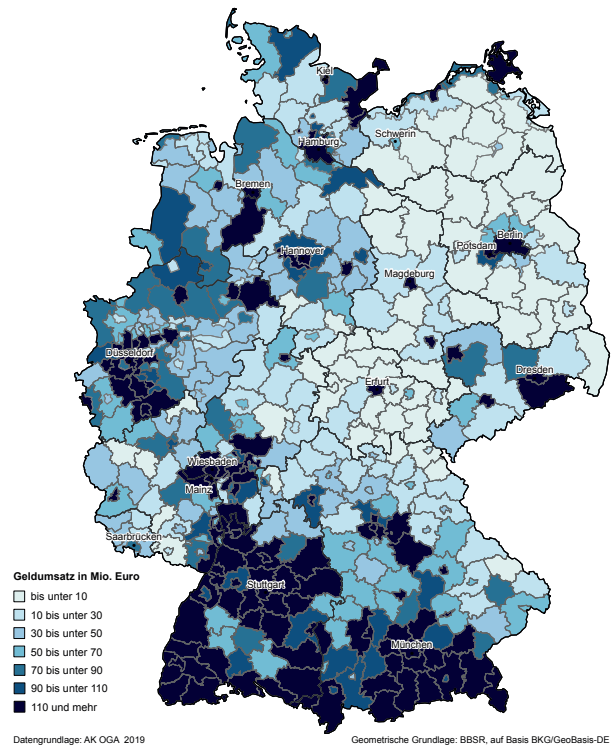 Kiel
Schwerin
Hamburg
Bremen
Berlin
Potsdam
Hannover
Magdeburg
Düsseldorf
Dresden
Erfurt
Wiesbaden
Mainz
Saarbrücken
Stuttgart
München
Geldumsatz in Mio. Euro
bis unter 10
10 bis unter 30
30 bis unter 50
50 bis unter 70
70 bis unter 90
90 bis unter 110
110 und mehr
Datengrundlage: AK OGA 2019
Geometrische Grundlage: BBSR, auf Basis BKG/GeoBasis-DE